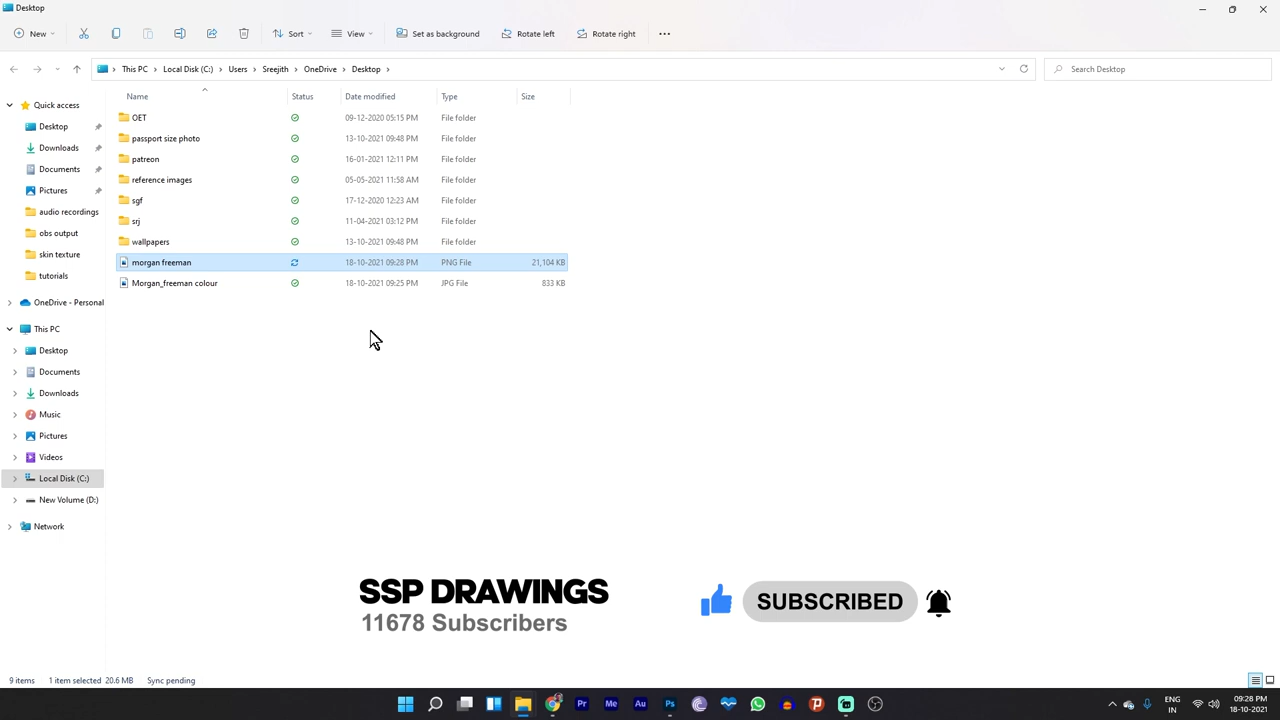 Desktop
New
Sort
View
Set as background
Rotate left
Rotate right
This PC
Local Disk (C:)
Users
Sreejith
OneDrive
Desktop
Search Desktop
Name
Status
Date modified
Type
Size
OET
09-12-2020 05:15 PM
File folder
passport size photo
13-10-2021 09:48 PM
File folder
patreon
16-01-2021 12:11 PM
File folder
reference images
05-05-2021 11:58 AM
File folder
sgf
17-12-2020 12:23 AM
File folder
srj
11-04-2021 03:12 PM
File folder
wallpapers
13-10-2021 09:48 PM
File folder
morgan freeman
18-10-2021 09:28 PM
PNG File
21,104 KB
Morgan_freeman colour
18-10-2021 09:25 PM
JPG File
833 KB
Quick access
Desktop
Downloads
Documents
Pictures
audio recordings
obs output
skin texture
tutorials
OneDrive - Personal
This PC
Desktop
Documents
Downloads
Music
Pictures
Videos
Local Disk (C:)
New Volume (D:)
Network
SSP DRAWINGS
11678 Subscribers
SUBSCRIBED
9 items
1 item selected 20.6 MB
Sync pending
Pr
Me
Au
Ps
ENG
IN
09:28 PM
18-10-2021